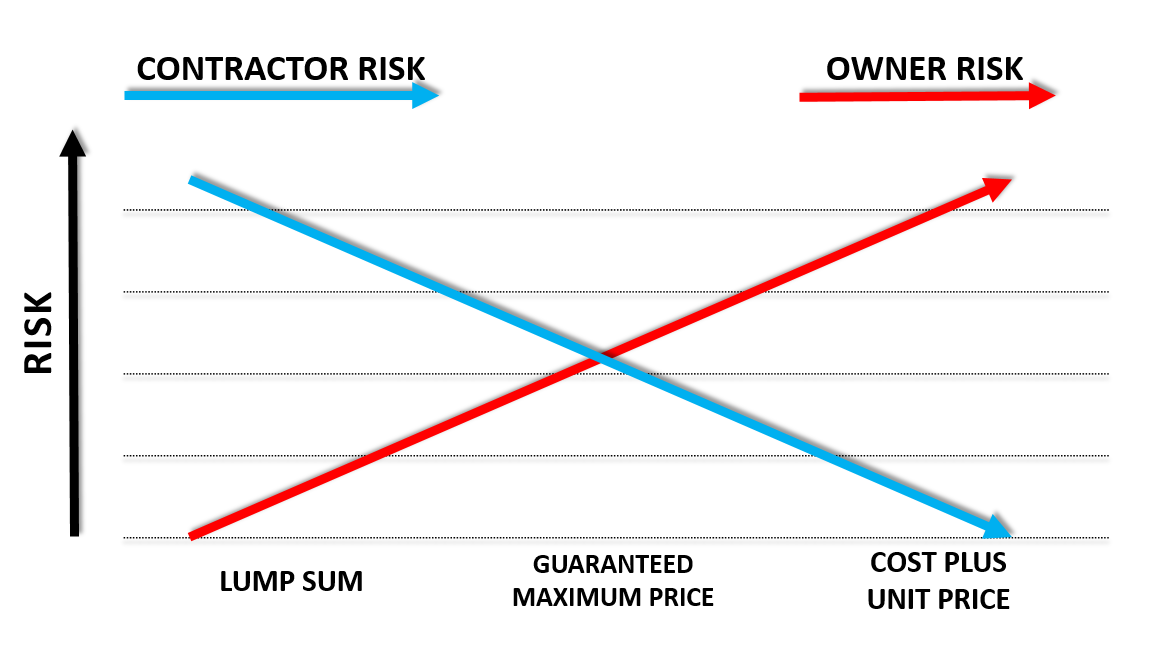 CONTRACTOR RISK
OWNER RISK
RISK
LUMP SUM
GUARANTEED
MAXIMUM PRICE
COST PLUS
UNIT PRICE